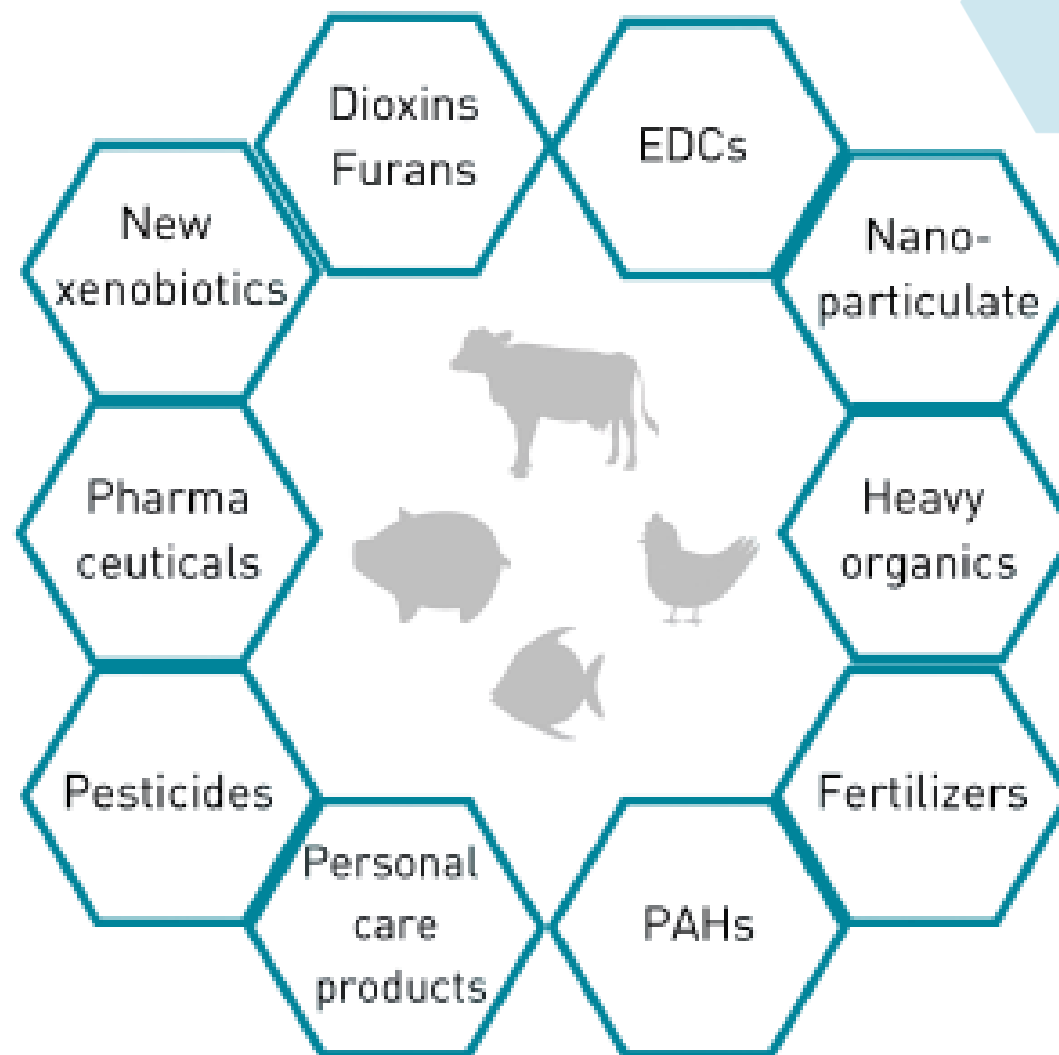 Dioxins
Furans
EDCs
New
xenobiotics
Nano-
particulate
Pharma
ceuticals
Heavy
organics
Pesticides
Fertilizers
Personal
care
products
PAHs